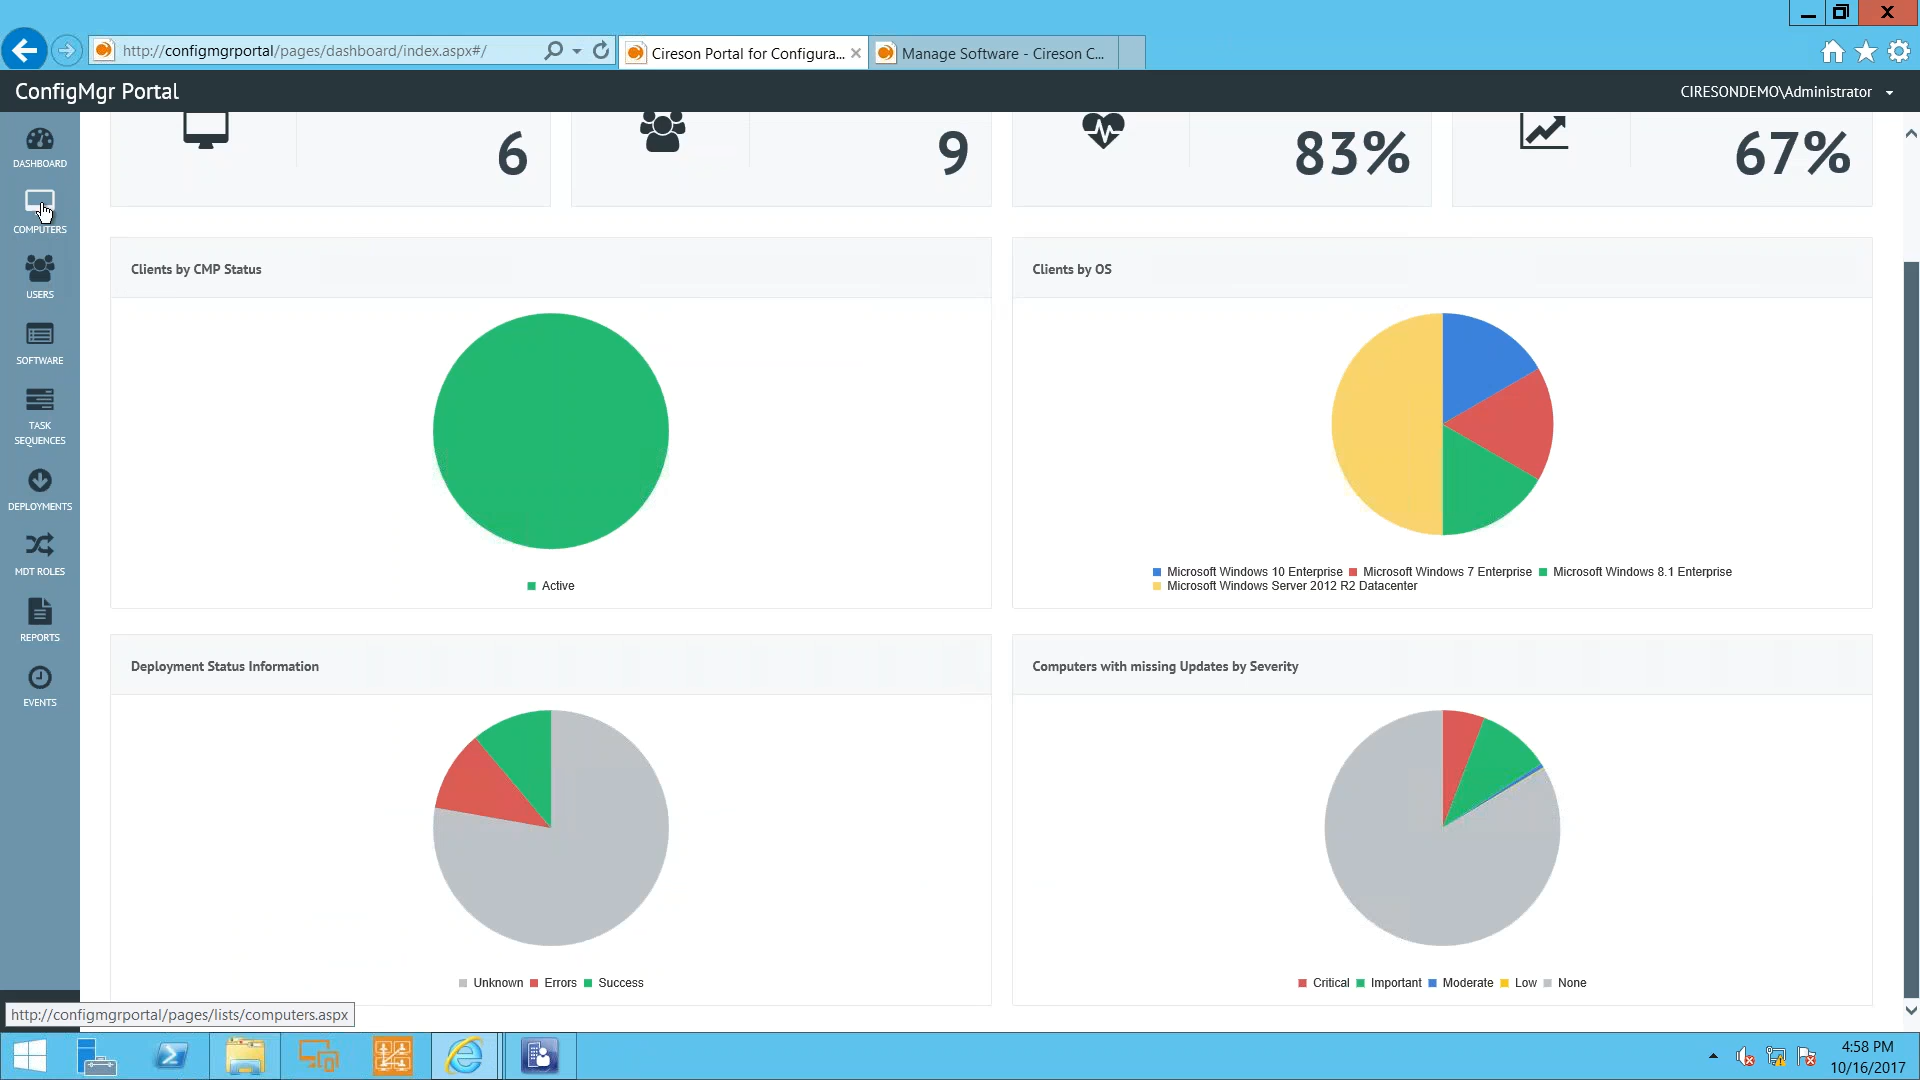 http://configmgrportal/pages/dashboard/index.aspx#/
Cireson Portal for Configura...
Manage Software - Cireson C...
ConfigMgr Portal
CIRESONDEMO\Administrator
6
9
83%
67%
DASHBOARD
COMPUTERS
USERS
SOFTWARE
TASK
SEQUENCES
DEPLOYMENTS
MDT ROLES
REPORTS
EVENTS
Clients by CMP Status
Active
Clients by OS
Microsoft Windows 10 Enterprise Microsoft Windows 7 Enterprise Microsoft Windows 8.1 Enterprise
Microsoft Windows Server 2012 R2 Datacenter
Deployment Status Information
Unknown Errors Success
Computers with missing Updates by Severity
Critical Important Moderate Low None
http://configmgrportal/pages/lists/computers.aspx
4:58 PM
10/16/2017